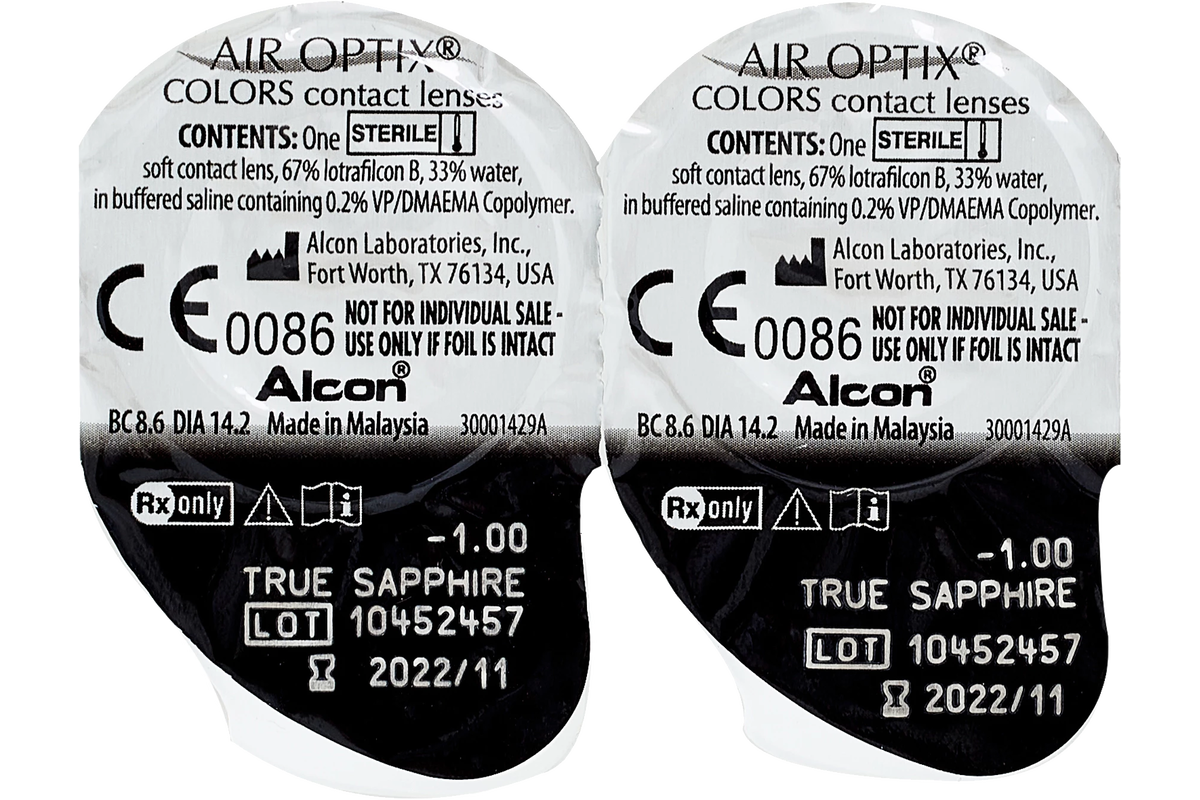 AIR OPTIX®
COLORS contact lenses
CONTENTS: One STERILE
soft contact lens, 67% lotrafilcon B, 33% water,
in buffered saline containing 0.2% VP/DMAEMA Copolymer.
Alcon Laboratories, Inc.,
Fort Worth, TX 76134, USA
CE 0086 NOT FOR INDIVIDUAL SALE -
USE ONLY IF FOIL IS INTACT
Alcon®
BC 8.6 DIA 14.2 Made in Malaysia 30001429A
Rx only
-1.00
TRUE SAPPHIRE
LOT 10452457
2022/11
AIR OPTIX®
COLORS contact lenses
CONTENTS: One STERILE
soft contact lens, 67% lotrafilcon B, 33% water,
in buffered saline containing 0.2% VP/DMAEMA Copolymer.
Alcon Laboratories, Inc.,
Fort Worth, TX 76134, USA
CE 0086 NOT FOR INDIVIDUAL SALE -
USE ONLY IF FOIL IS INTACT
Alcon®
BC 8.6 DIA 14.2 Made in Malaysia 30001429A
Rx only
-1.00
TRUE SAPPHIRE
LOT 10452457
2022/11